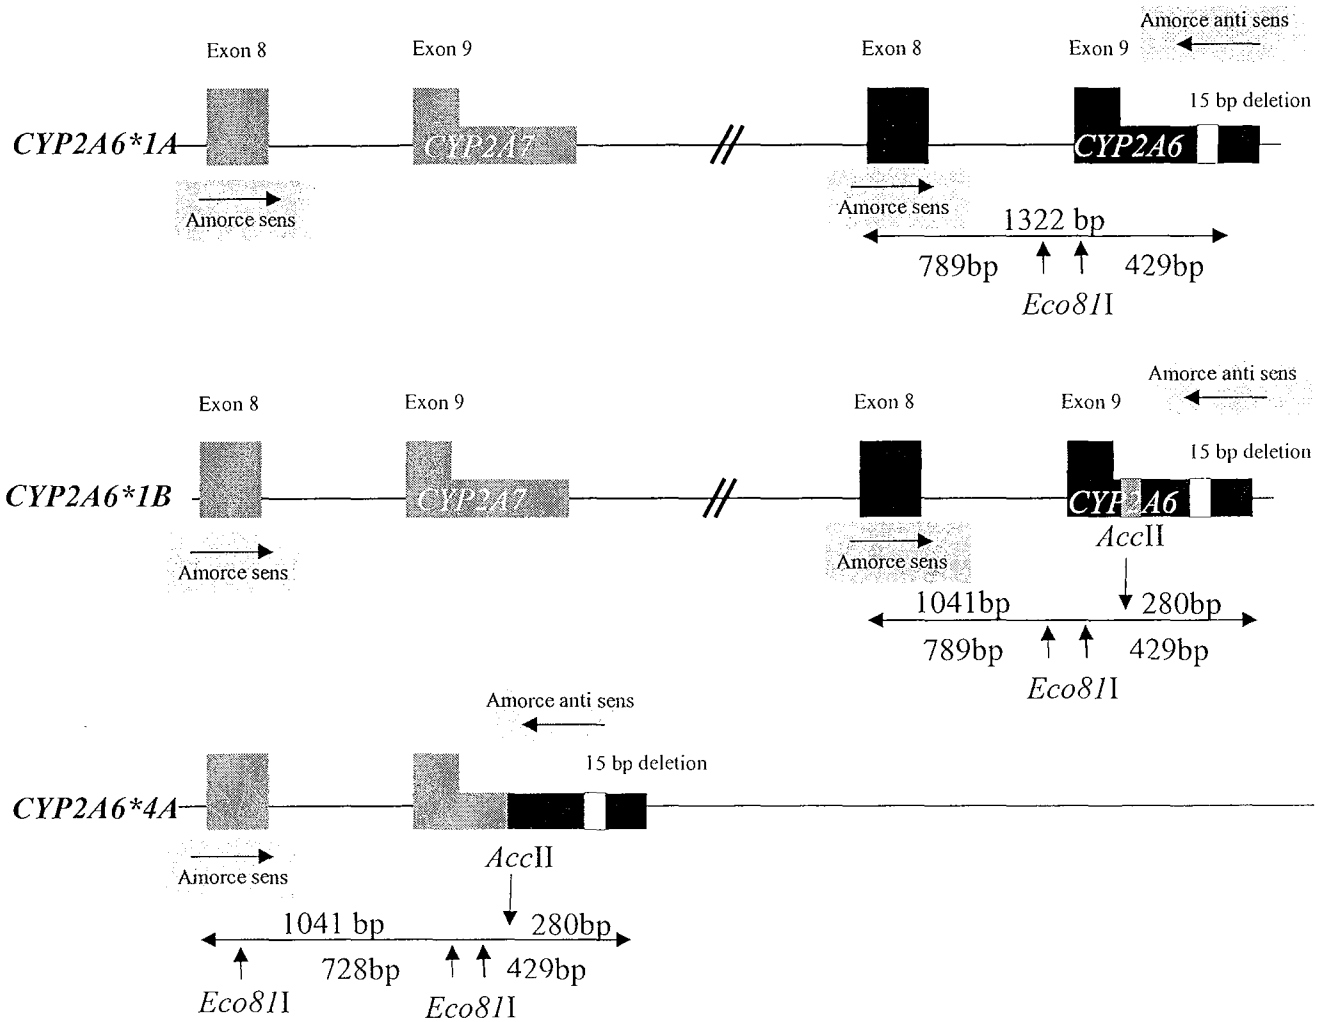 Amorce anti sens
Exon 8 Exon 9 Exon 8 Exon 9
15 bp deletion
CYP2A6*1A CYP2A7 CYP2A6
Amorce sens Amorce sens
1322 bp
789bp 429bp
Eco81I
Amorce anti sens
Exon 8 Exon 9 Exon 8 Exon 9
15 bp deletion
CYP2A6*1B CYP2A7 CYP2A6
AccII
Amorce sens Amorce sens
1041bp 280bp
789bp 429bp
Eco81I
Amorce anti sens
15 bp deletion
CYP2A6*4A
AccII
Amorce sens
1041 bp 280bp
728bp 429bp
Eco81I Eco81I